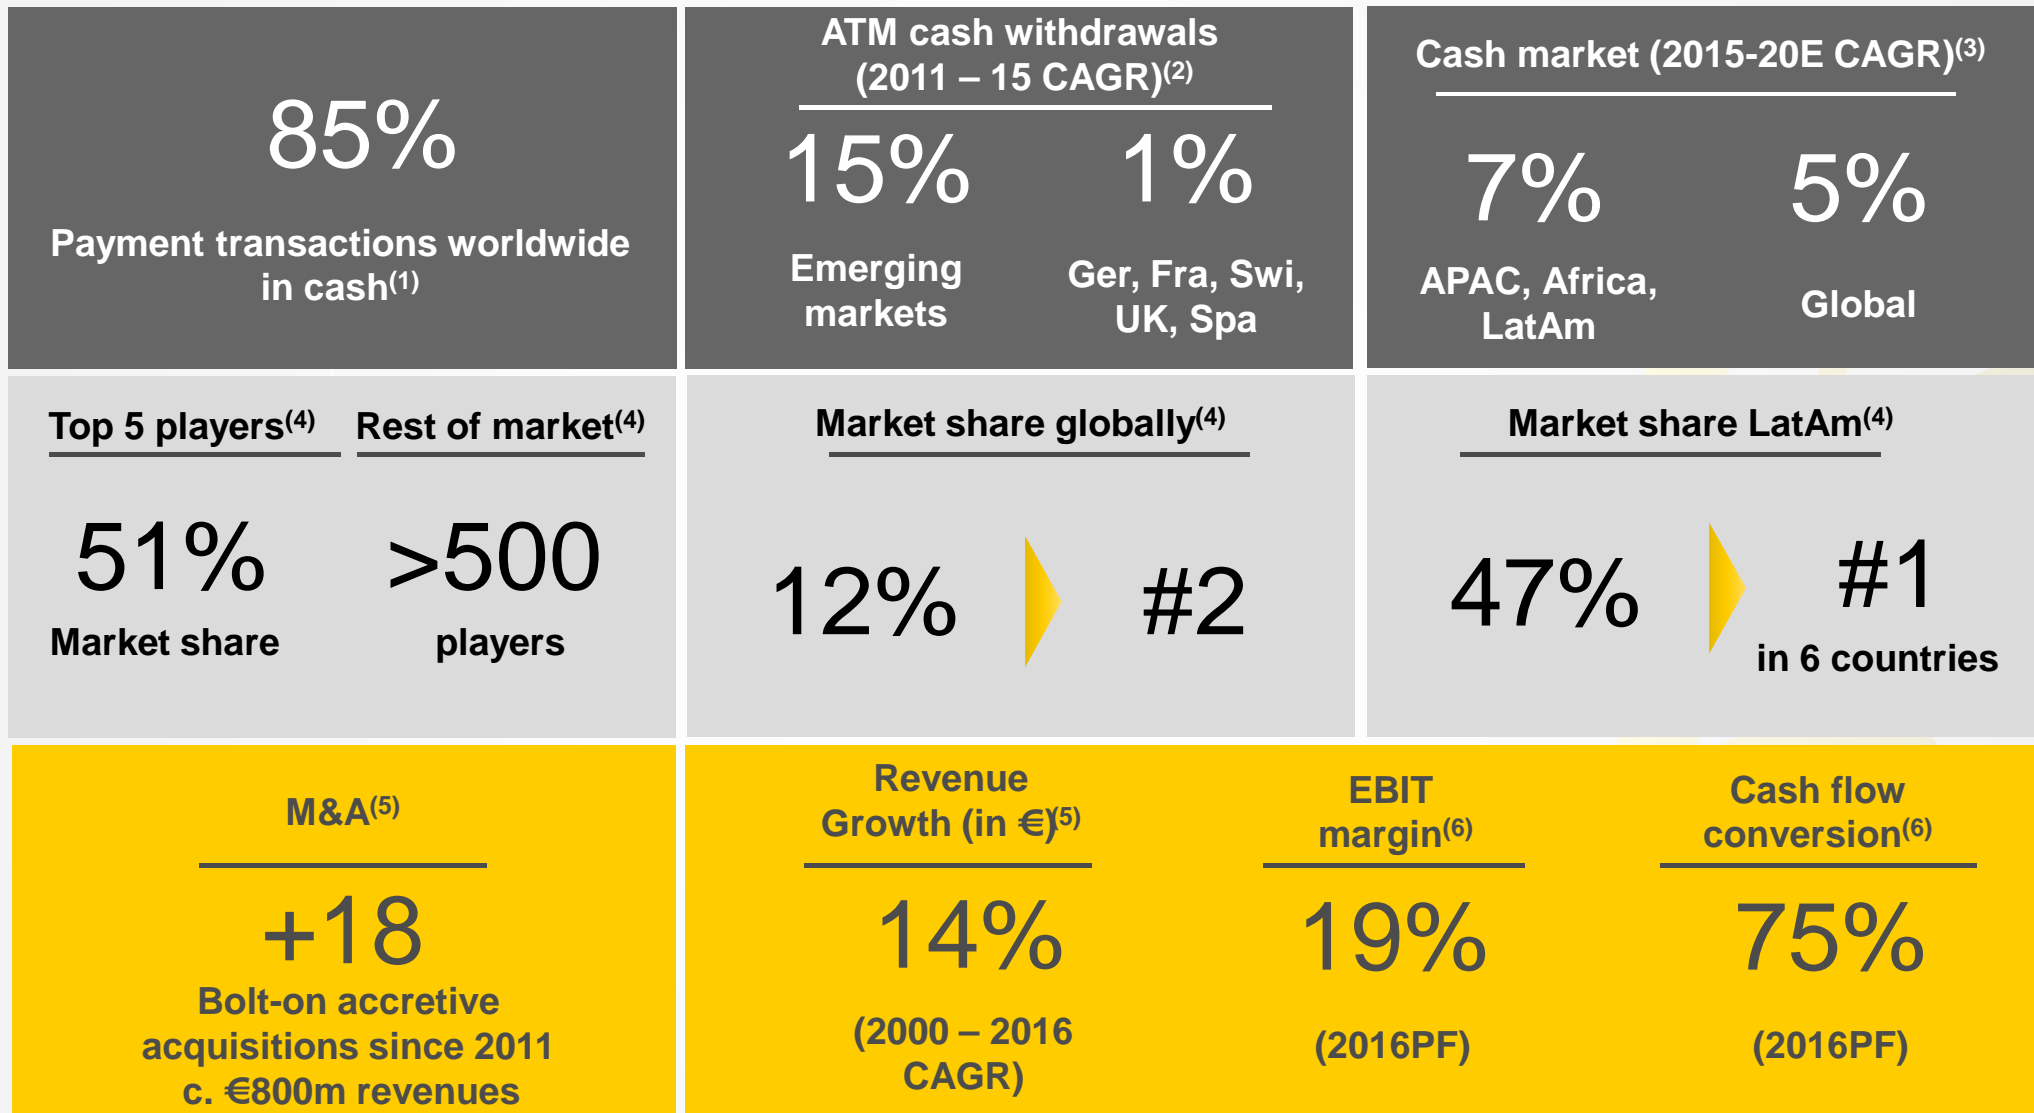 85%
Payment transactions worldwide
in cash(1)
ATM cash withdrawals
(2011 – 15 CAGR)(2)
15%
Emerging
markets
1%
Ger, Fra, Swi,
UK, Spa
Cash market (2015-20E CAGR)(3)
7%
APAC, Africa,
LatAm
5%
Global
Top 5 players(4)
51%
Market share
Rest of market(4)
>500
players
Market share globally(4)
12%
#2
Market share LatAm(4)
47%
#1
in 6 countries
M&A(5)
+18
Bolt-on accretive
acquisitions since 2011
c. €800m revenues
Revenue
Growth (in €)(5)
14%
(2000 – 2016
CAGR)
EBIT
margin(6)
19%
(2016PF)
Cash flow
conversion(6)
75%
(2016PF)